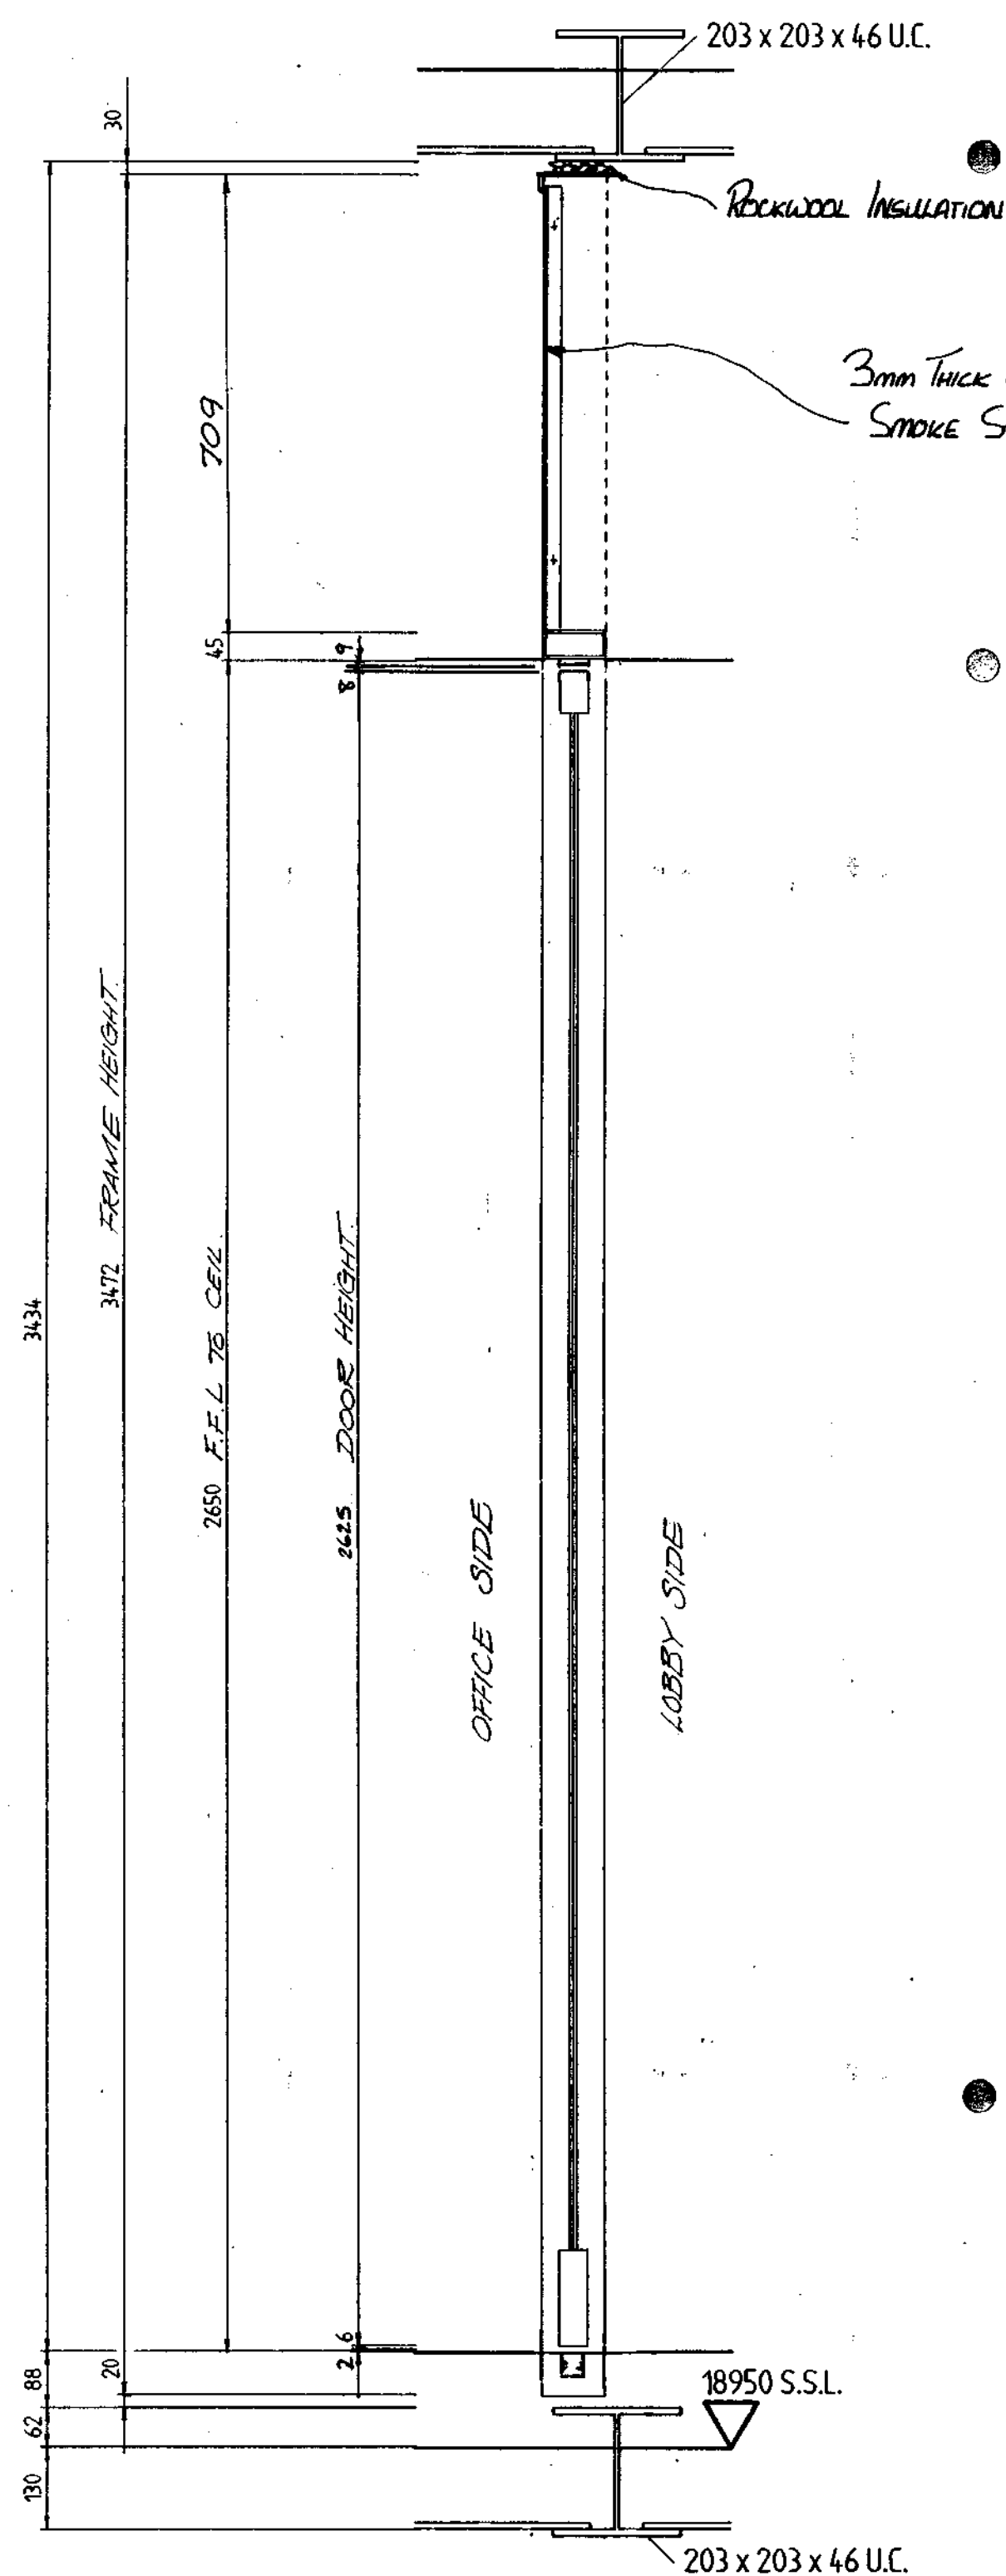 203 x 203 x 46 U.C.
30
ROCKWOOL INSULATION
3mm THICK
SMOKE
709
45
9
8
3472 FRAME HEIGHT.
3434
2650 F.F.L TO CEIL.
2625 DOOR HEIGHT.
OFFICE SIDE
LOBBY SIDE
6
2
20
88
62
130
18950 S.S.L.
203 x 203 x 46 U.C.